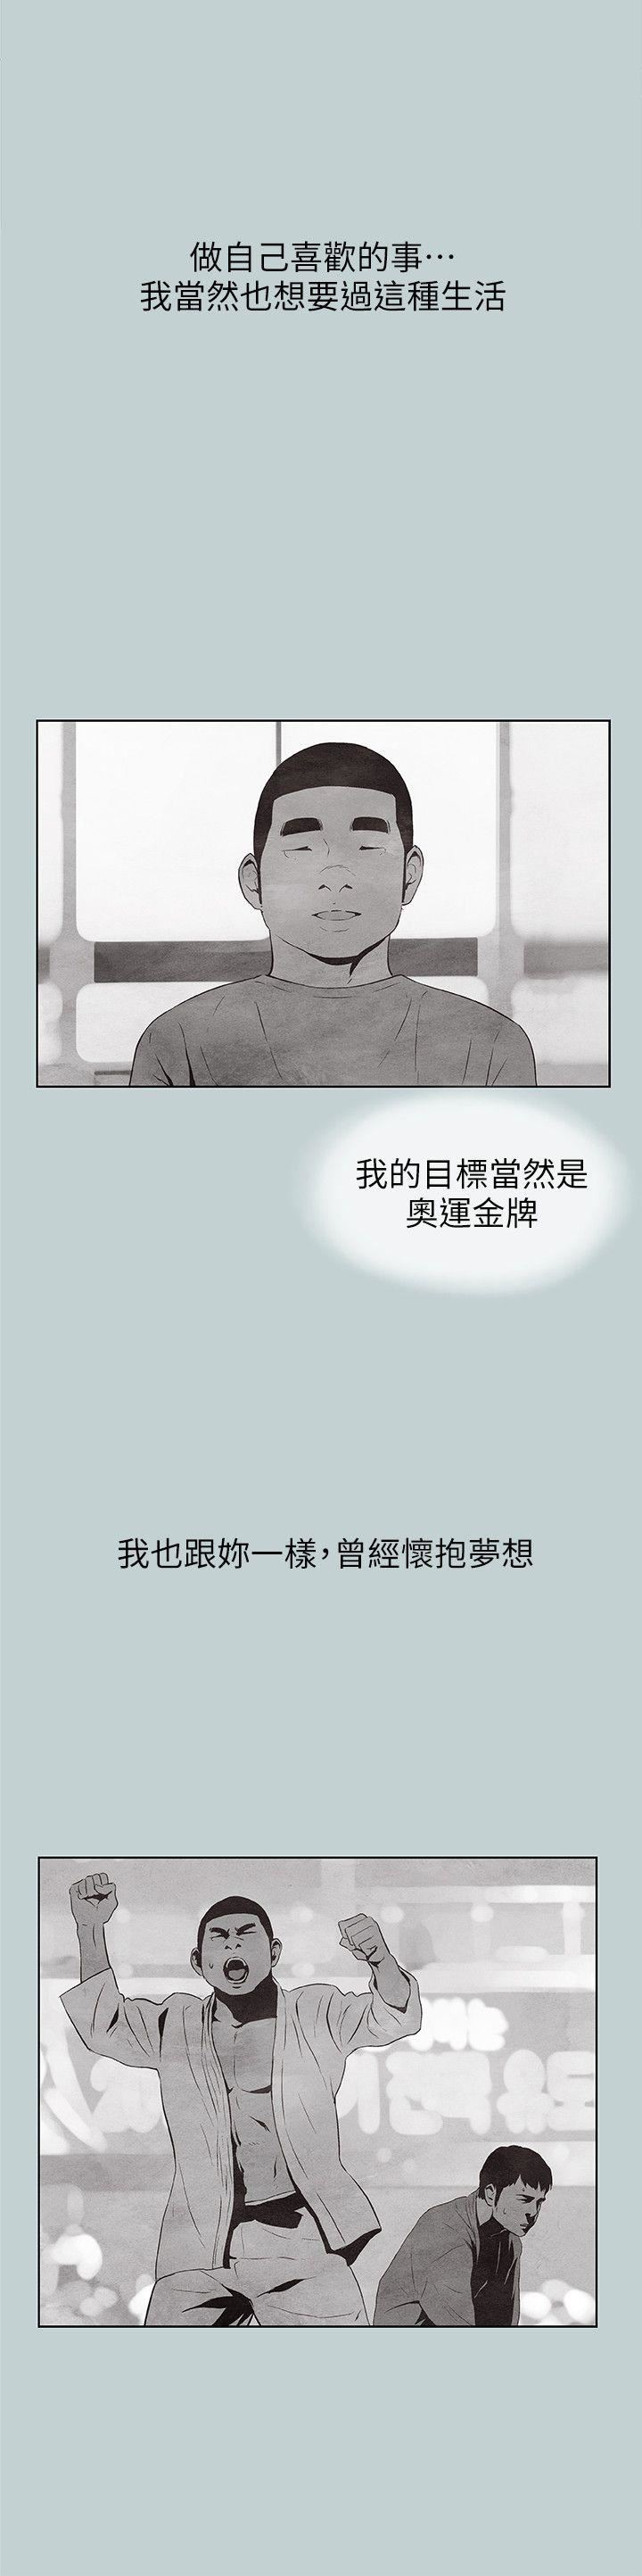 做自己喜歡的事⋯
我當然也想要過這種生活
我的目標當然是
奧運金牌
我也跟妳一樣，曾經懷抱夢想